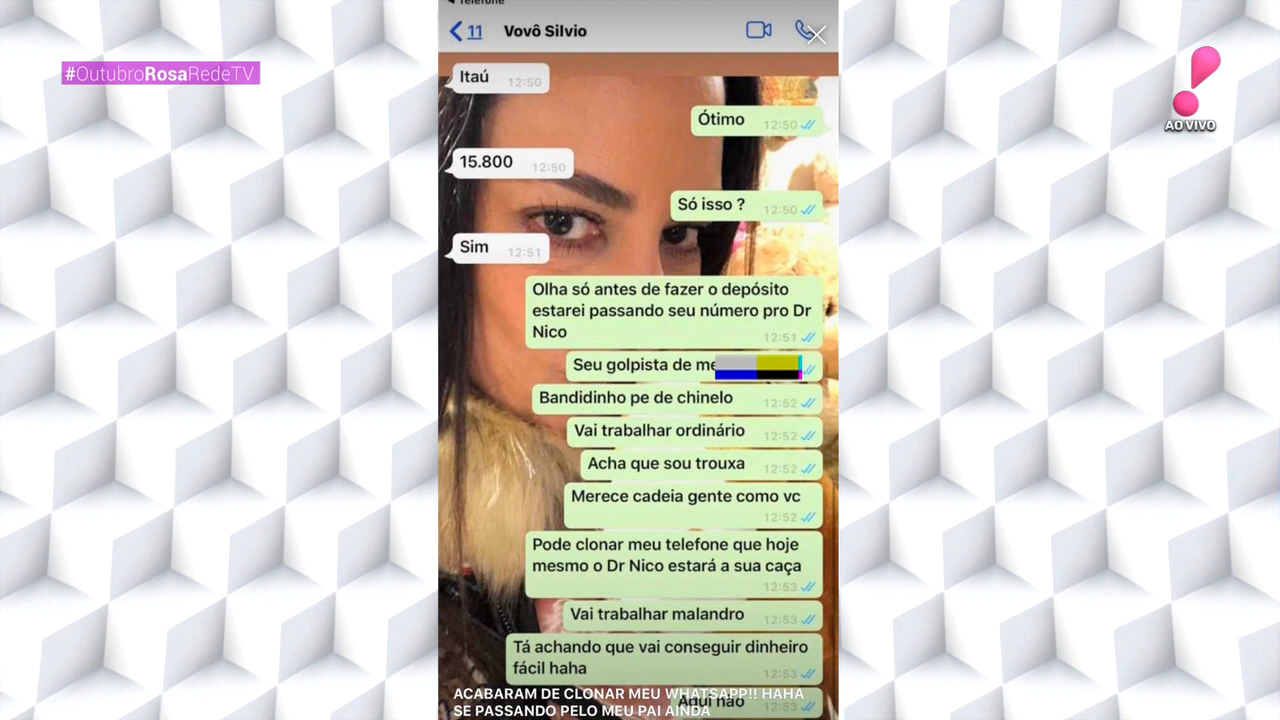 Telefone
11 Vovô Silvio
#OutubroRosaRedeTV
AO VIVO
Itaú 12:50
Ótimo 12:50
15.800 12:50
Só isso ? 12:50
Sim 12:51
Olha só antes de fazer o depósito
estarei passando seu número pro Dr
Nico 12:51
Seu golpista de me
Bandidinho pe de chinelo 12:52
Vai trabalhar ordinário 12:52
Acha que sou trouxa 12:52
Merece cadeia gente como vc
12:52
Pode clonar meu telefone que hoje
mesmo o Dr Nico estará a sua caça
12:53
Vai trabalhar malandro 12:53
Tá achando que vai conseguir dinheiro
fácil haha 12:53
Aqui não 12:53
ACABARAM DE CLONAR MEU WHATSAPP!! HAHA
SE PASSANDO PELO MEU PAI AINDA